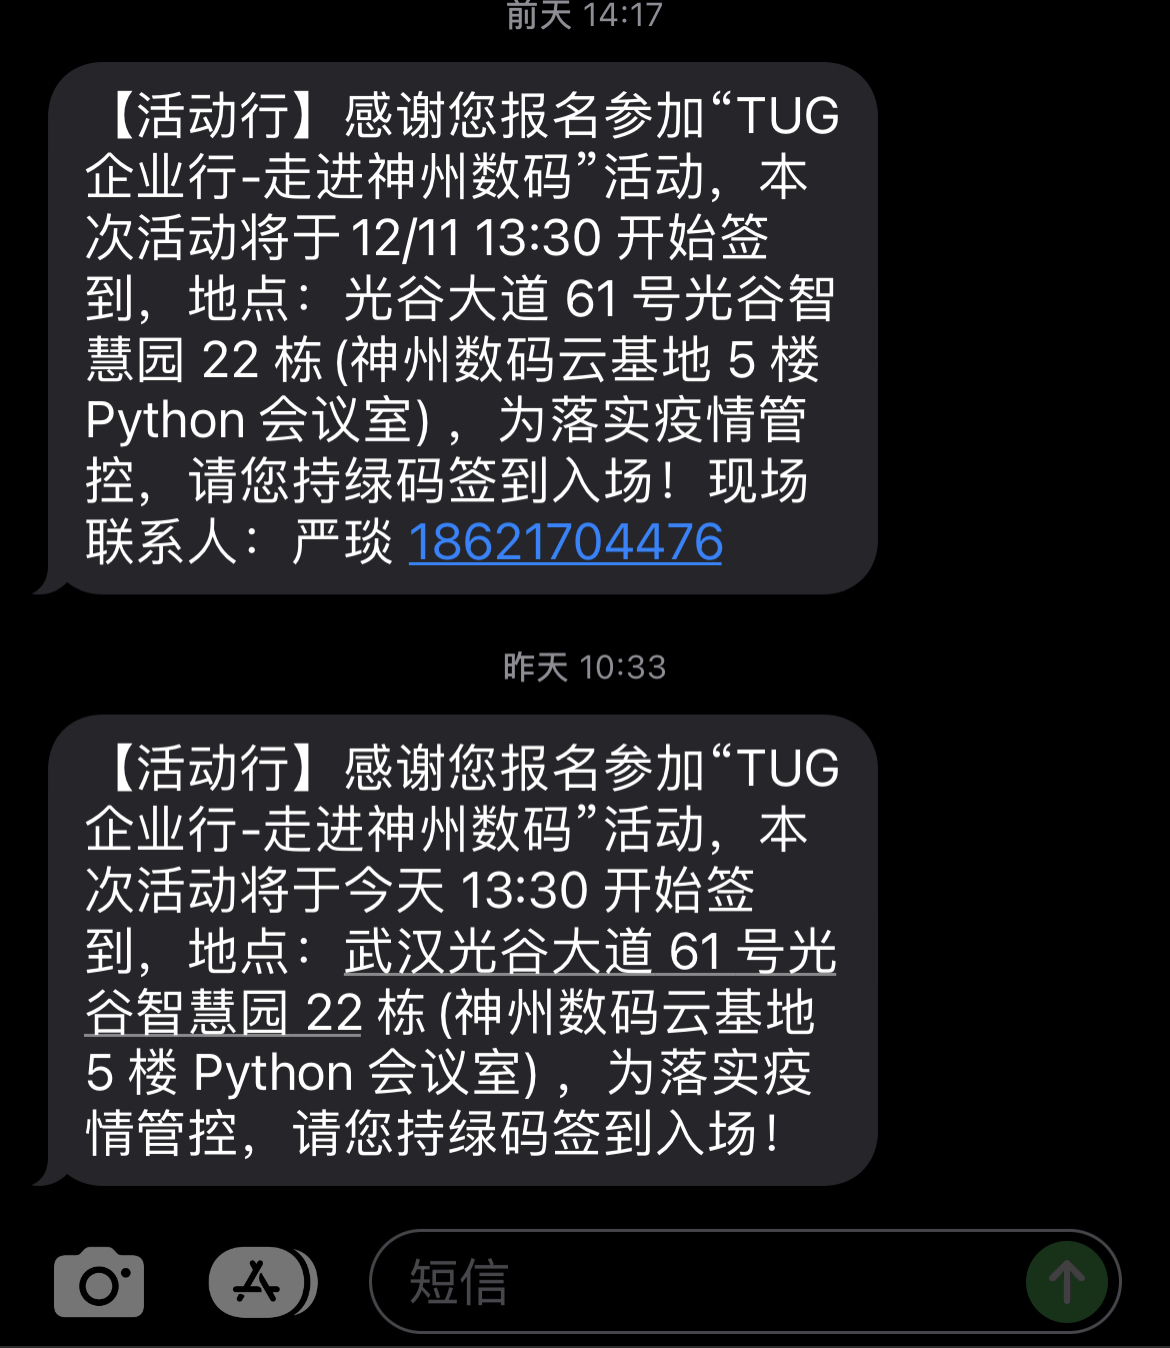 前天 14:17
【活动行】感谢您报名参加“TUG
企业行-走进神州数码”活动，本
次活动将于 12/11 13:30 开始签
到，地点：光谷大道 61 号光谷智
慧园 22 栋 (神州数码云基地 5 楼
Python 会议室) ，为落实疫情管
控，请您持绿码签到入场！现场
联系人：严琰 18621704476
昨天 10:33
【活动行】感谢您报名参加“TUG
企业行-走进神州数码”活动，本
次活动将于今天 13:30 开始签
到，地点：武汉光谷大道 61 号光
谷智慧园 22 栋 (神州数码云基地
5 楼 Python 会议室) ，为落实疫
情管控，请您持绿码签到入场！
短信